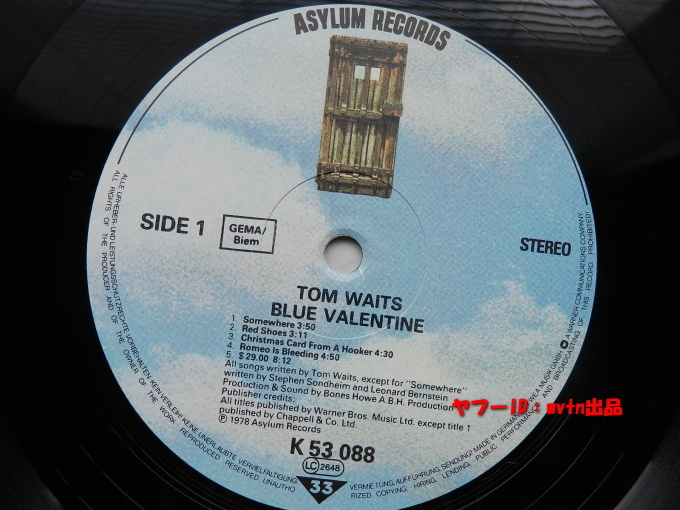 ASYLUM RECORDS
SIDE 1
GEMA/
Biem
STEREO
TOM WAITS
BLUE VALENTINE
1. Somewhere 3:50
2. Red Shoes 3:11
3. Christmas Card From A Hooker 4:30
4. Romeo Is Bleeding 4:50
5. $ 29.00 8:12
All songs written by Tom Waits, except for "Somewhere"
written by Stephen Sondheim and Leonard Bernstein
Production & Sound by Bones Howe A.B.H. Production
Publisher credits:
All titles published by Warner Bros. Music Ltd. except title 1
published by Chappell & Co. Ltd.
Ⓟ 1978 Asylum Records
K 53 088
LC 2648
33
ALLE URHEBER- UND LEISTUNGSSCHUTZRECHTE VORBEHALTEN. KEIN VERLEIH! KEINE UNERLAUBTE VERVIELFÄLTIGUNG
VERMIETUNG, AUFFÜHRUNG, SENDUNG! MADE IN GERMANY. WEA MUSIK GMBH A WARNER COMMUNICATIONS COMPANY
ALL RIGHTS OF THE PRODUCER AND OF THE OWNER OF THE WORK REPRODUCED RESERVED. UNAUTHO
RIZED COPYING, HIRING, LENDING, PUBLIC PERFORMANCE AND BROADCASTING OF THIS RECORD PROHIBITED!
ヤフーID:mvtn出品